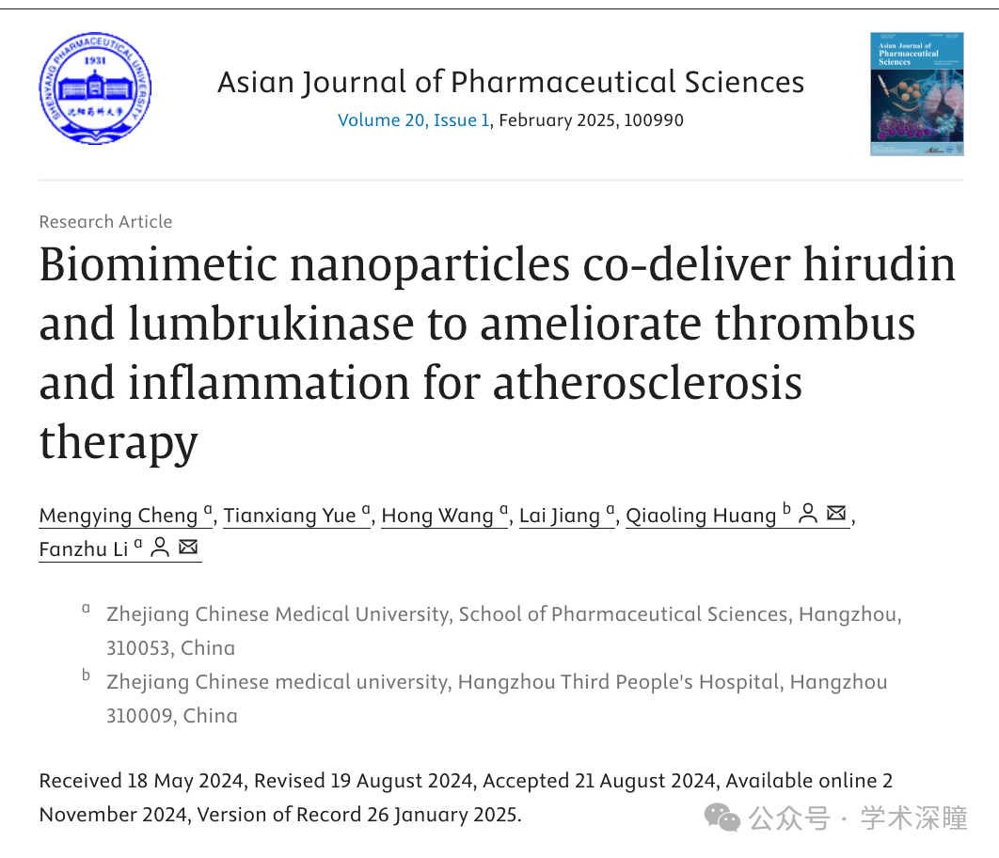 SHENYANG PHARMACEUTICAL UNIVERSITY
1931
沈阳药科大学
Asian Journal of Pharmaceutical Sciences
Volume 20, Issue 1, February 2025, 100990
Asian Journal of
Pharmaceutical
Sciences
Research Article
Biomimetic nanoparticles co-deliver hirudin
and lumbrukinase to ameliorate thrombus
and inflammation for atherosclerosis
therapy
Mengying Cheng a, Tianxiang Yue a, Hong Wang a, Lai Jiang a, Qiaoling Huang b,
Fanzhu Li a
a Zhejiang Chinese Medical University, School of Pharmaceutical Sciences, Hangzhou,
310053, China
b Zhejiang Chinese medical university, Hangzhou Third People's Hospital, Hangzhou
310009, China
Received 18 May 2024, Revised 19 August 2024, Accepted 21 August 2024, Available online 2
November 2024, Version of Record 26 January 2025.
公众号 · 学术深瞳